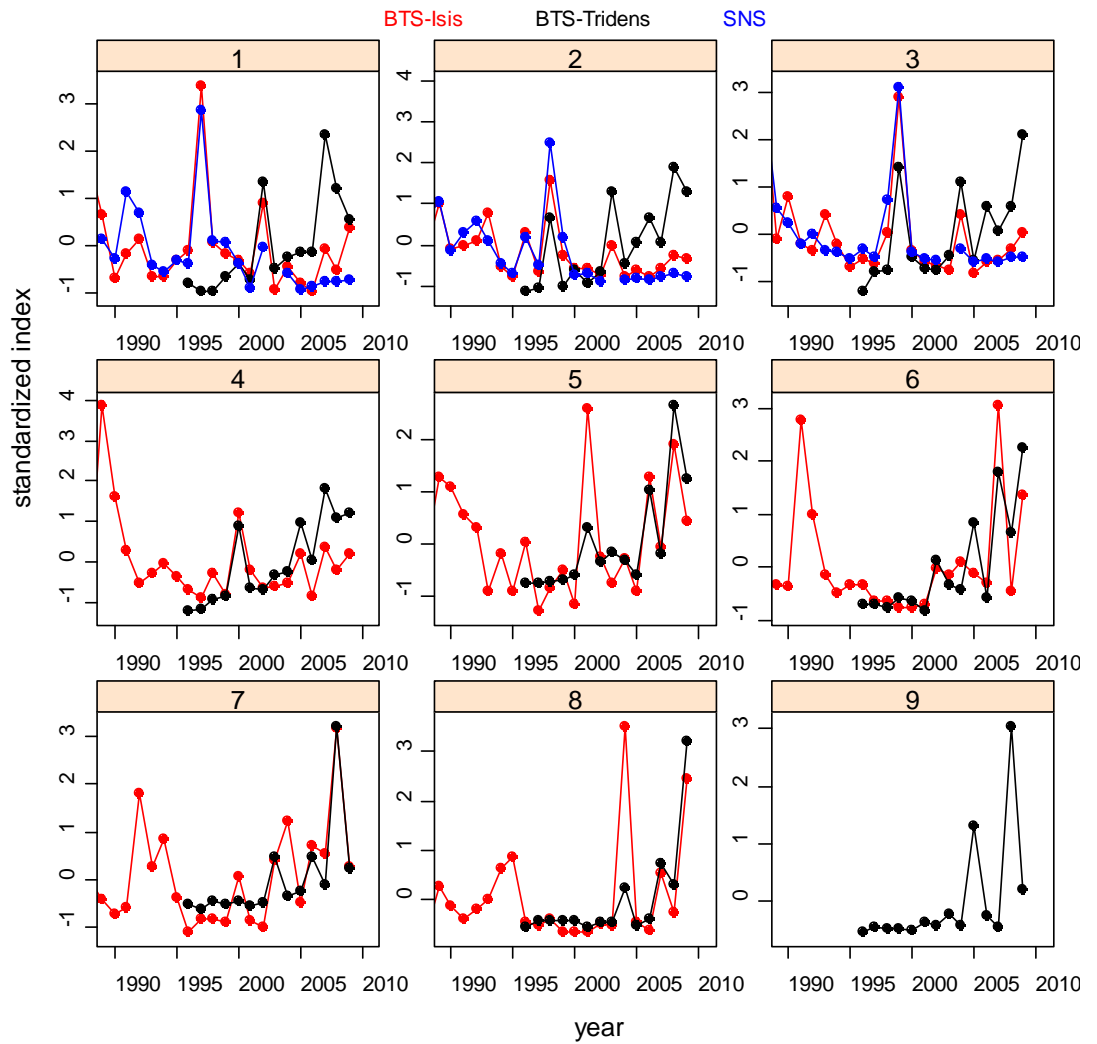 BTS-Isis BTS-Tridens SNS
standardized index
1 2 3
3 2 1 0 -1
4 3 2 1 0 -1
3 2 1 0 -1
1990 1995 2000 2005 2010 1990 1995 2000 2005 2010 1990 1995 2000 2005 2010
4 5 6
4 3 2 1 0 -1
2 1 0 -1
3 2 1 0 -1
1990 1995 2000 2005 2010 1990 1995 2000 2005 2010 1990 1995 2000 2005 2010
7 8 9
3 2 1 0 -1
3 2 1 0
3 2 1 0
1990 1995 2000 2005 2010 1990 1995 2000 2005 2010 1990 1995 2000 2005 2010
year